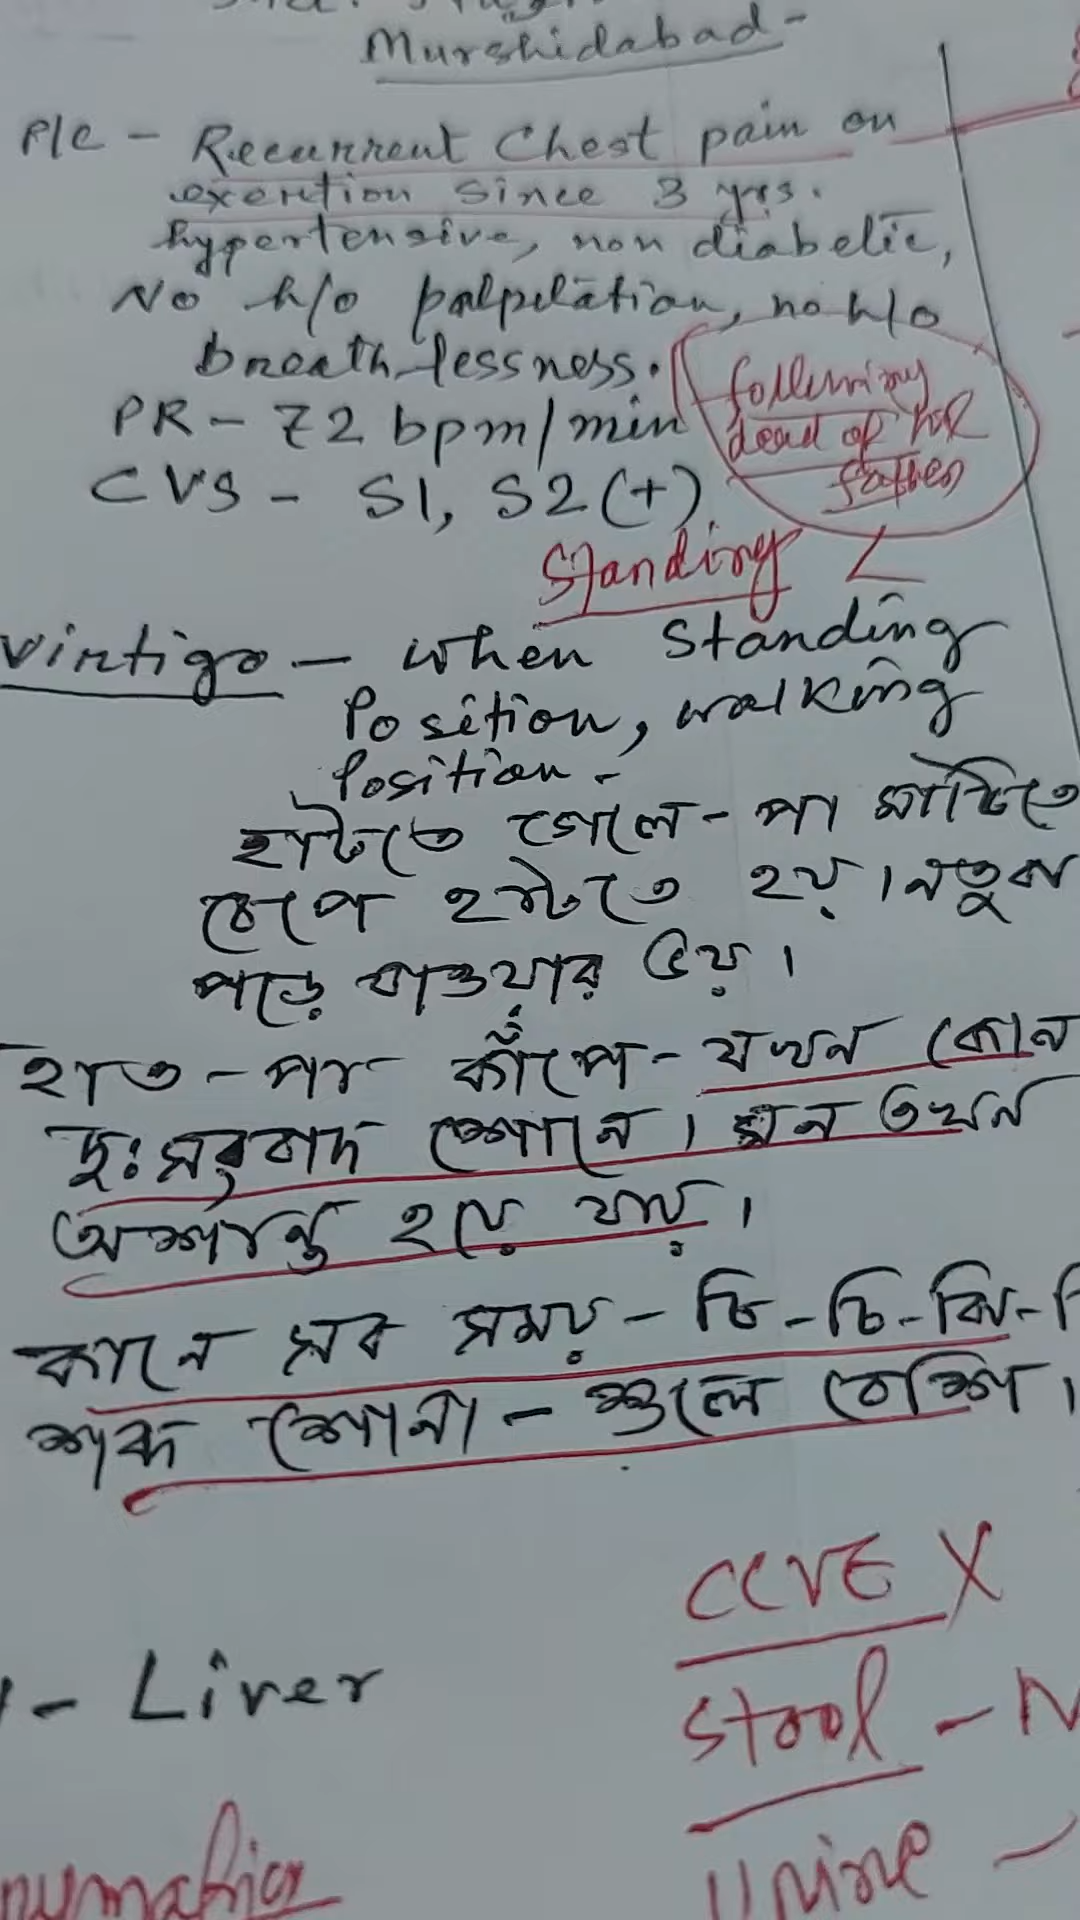 Murshidabad -
P/C - Recurrent Chest pain on
exertion since 3 yrs.
hypertensive, non diabetic,
No h/o palpitation, no h/o
breathlessness.
following
dead of her
father
PR - 72 bpm/min
CVS - S1, S2 (+)
Standing <
Virtigo - when standing
Position, walking
Position -
হাটতে গেলে - পা মাটিতে
চেপে হাটতে হয়। নতুবা
পড়ে যাওয়ার ভয়।
হাত - পা কাঁপে - যখন কোন
দুঃসংবাদ শোনে। মন তখন
অশান্ত হয়ে যায়।
কানে সব সময় - চি - চি - ঝি -
শব্দ শোনা - শুলে বেশি।
CCVE X
- Liver
Stool - N
Urine -